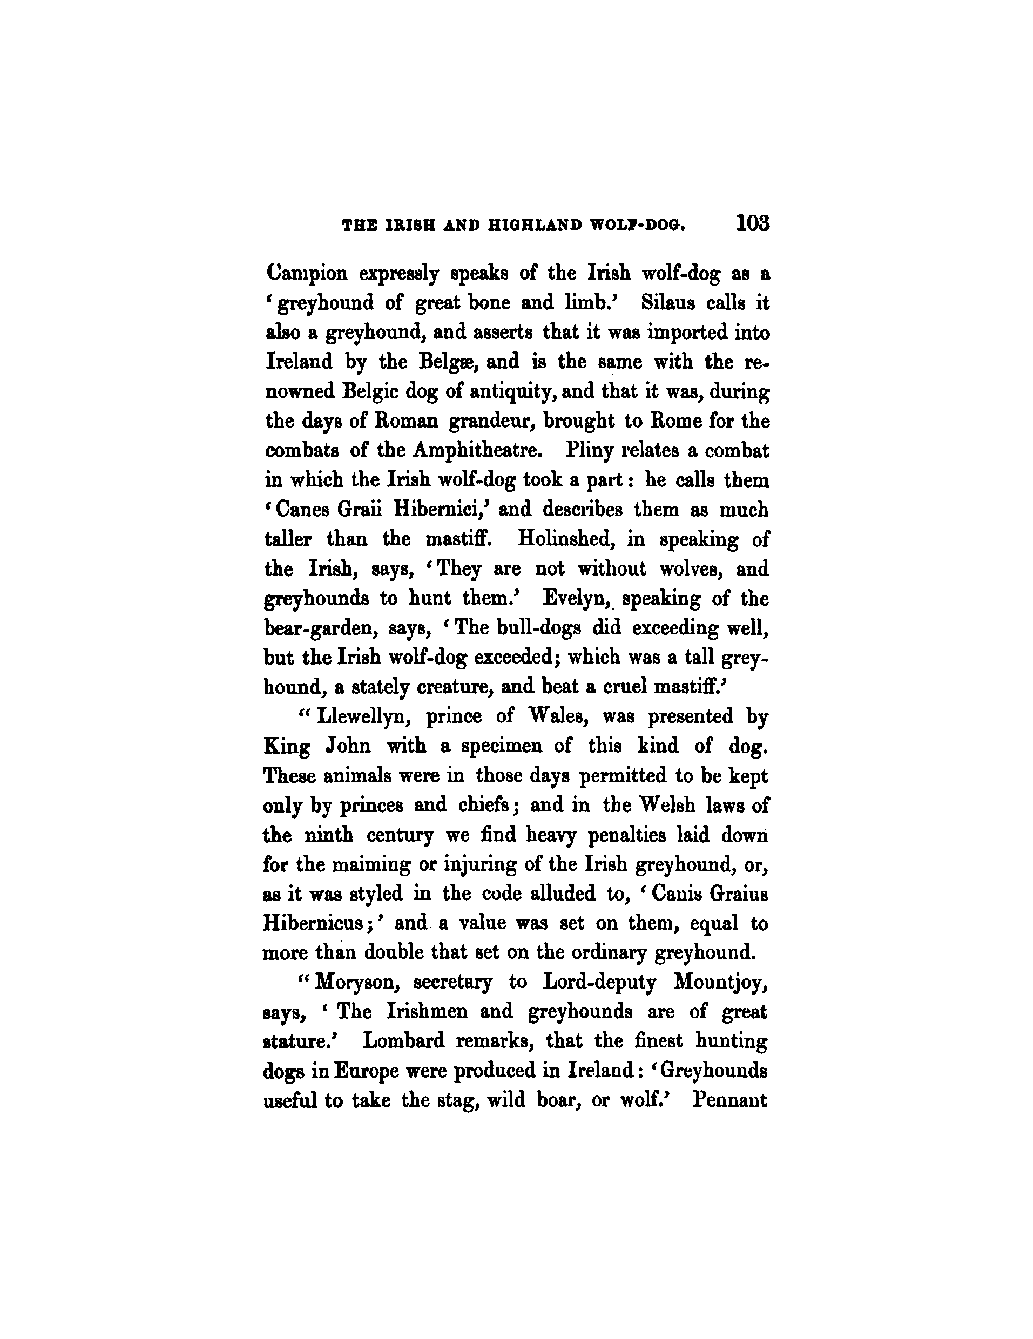 THE IRISH AND HIGHLAND WOLF-DOG. 103
Campion expressly speaks of the Irish wolf-dog as a
‘greyhound of great bone and limb.’ Silaus calls it
also a greyhound, and asserts that it was imported into
Ireland by the Belgæ, and is the same with the re-
nowned Belgic dog of antiquity, and that it was, during
the days of Roman grandeur, brought to Rome for the
combats of the Amphitheatre. Pliny relates a combat
in which the Irish wolf-dog took a part: he calls them
‘Canes Graii Hibernici,’ and describes them as much
taller than the mastiff. Holinshed, in speaking of
the Irish, says, ‘They are not without wolves, and
greyhounds to hunt them.’ Evelyn, speaking of the
bear-garden, says, ‘The bull-dogs did exceeding well,
but the Irish wolf-dog exceeded; which was a tall grey-
hound, a stately creature, and beat a cruel mastiff.’
“Llewellyn, prince of Wales, was presented by
King John with a specimen of this kind of dog.
These animals were in those days permitted to be kept
only by princes and chiefs; and in the Welsh laws of
the ninth century we find heavy penalties laid down
for the maiming or injuring of the Irish greyhound, or,
as it was styled in the code alluded to, ‘Canis Graius
Hibernicus;’ and a value was set on them, equal to
more than double that set on the ordinary greyhound.
“Moryson, secretary to Lord-deputy Mountjoy,
says, ‘The Irishmen and greyhounds are of great
stature.’ Lombard remarks, that the finest hunting
dogs in Europe were produced in Ireland: ‘Greyhounds
useful to take the stag, wild boar, or wolf.’ Pennant